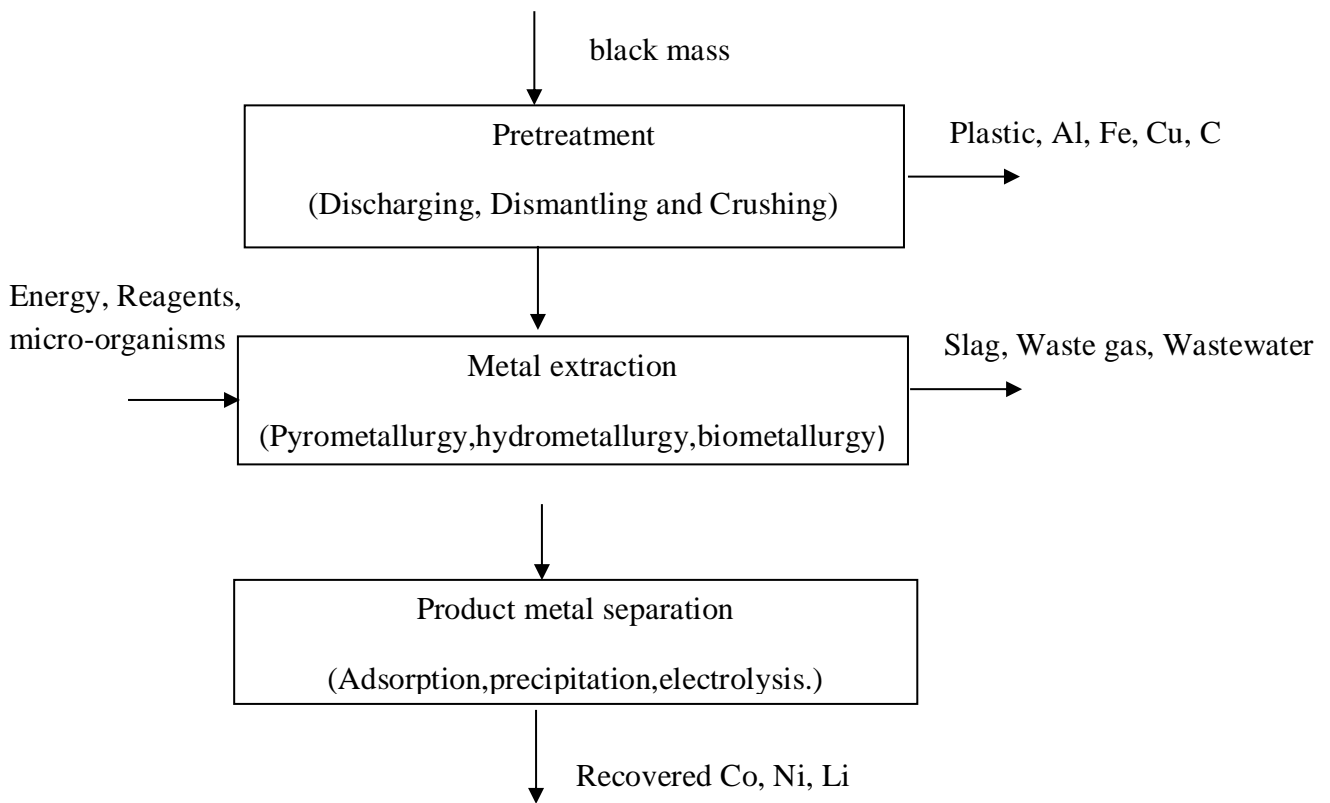 black mass
Pretreatment
(Discharging, Dismantling and Crushing)
Plastic, Al, Fe, Cu, C
Energy, Reagents,
micro-organisms
Metal extraction
(Pyrometallurgy,hydrometallurgy,biometallurgy)
Slag, Waste gas, Wastewater
Product metal separation
(Adsorption,precipitation,electrolysis.)
Recovered Co, Ni, Li